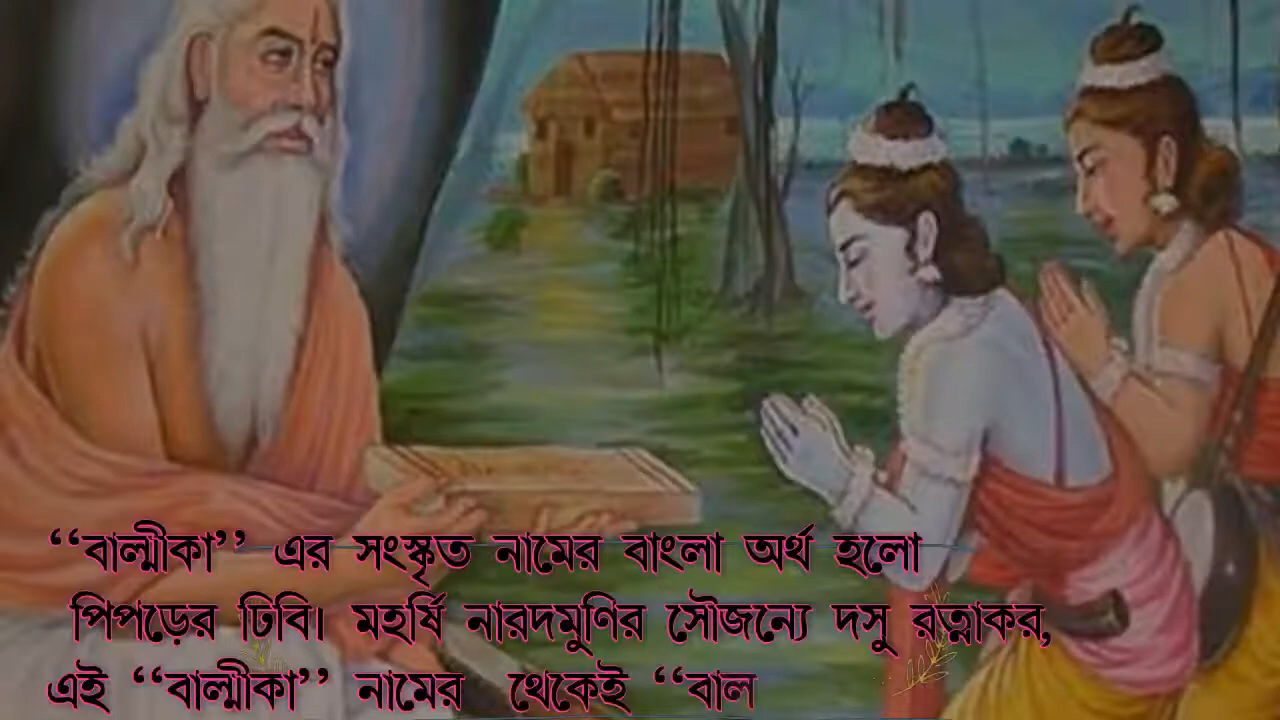 ‘‘বাল্মীকা’’ এর সংস্কৃত নামের বাংলা অর্থ হলো
পিপড়ের ঢিবি। মহর্ষি নারদমুণির সৌজন্যে দসু রত্নাকর,
এই ‘‘বাল্মীকা’’ নামের থেকেই ‘‘বাল